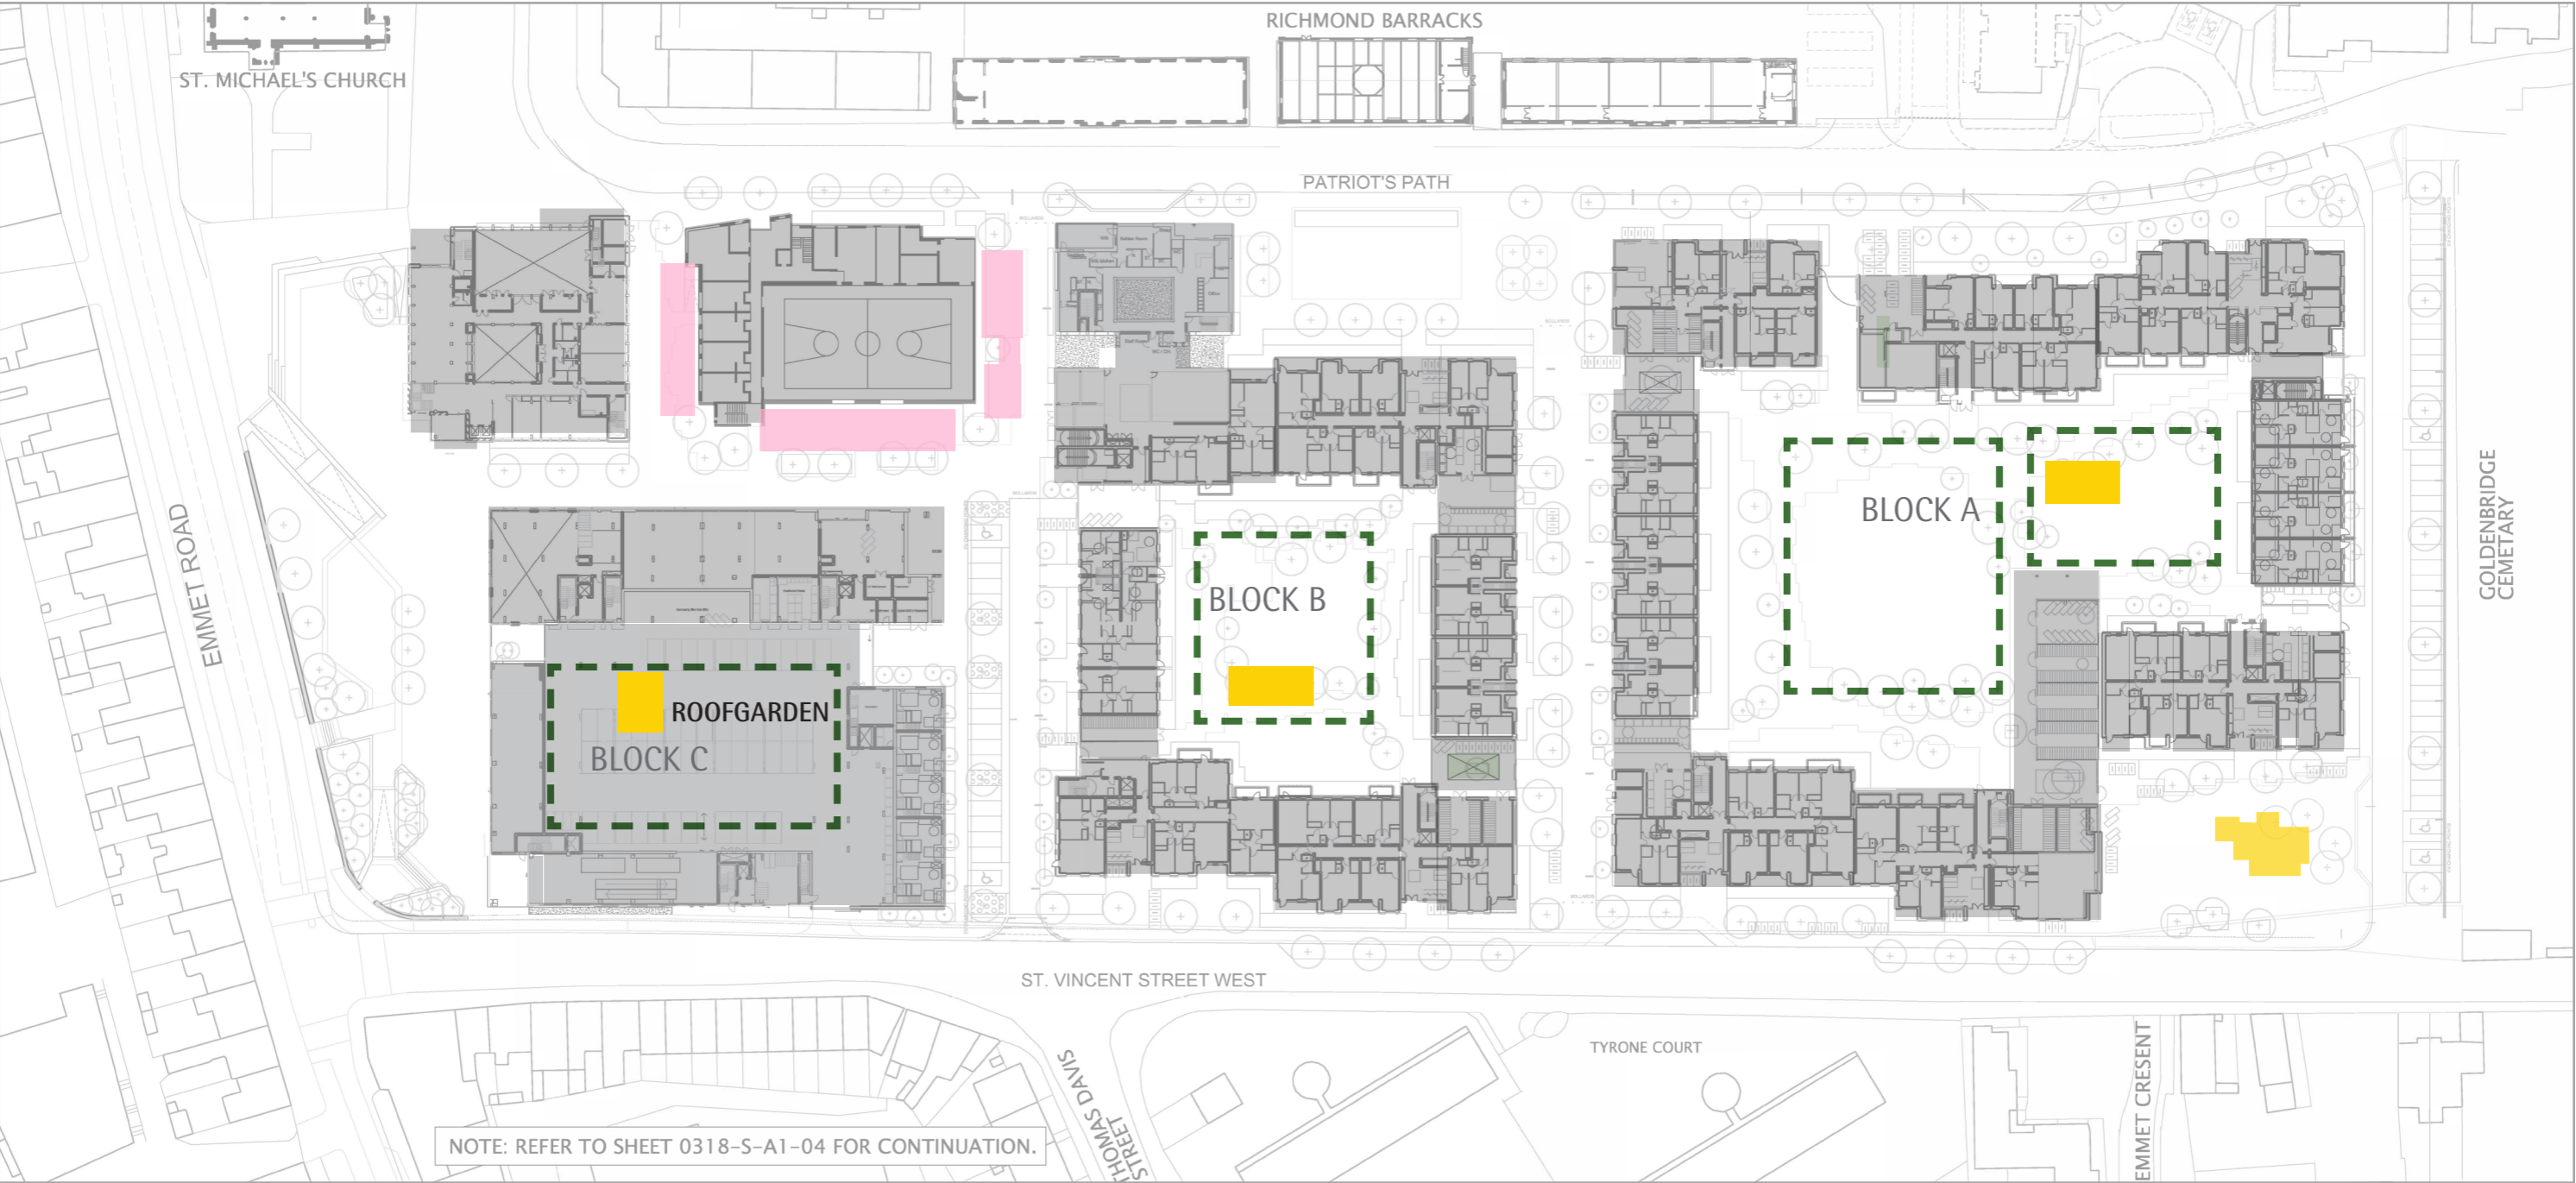 RICHMOND BARRACKS
ST. MICHAEL'S CHURCH
PATRIOT'S PATH
EMMET ROAD
BLOCK A
GOLDENBRIDGE
CEMETARY
BLOCK B
ROOFGARDEN
BLOCK C
ST. VINCENT STREET WEST
TYRONE COURT
THOMAS DAVIS
STREET
EMMET CRESENT
NOTE: REFER TO SHEET 0318-S-A1-04 FOR CONTINUATION.